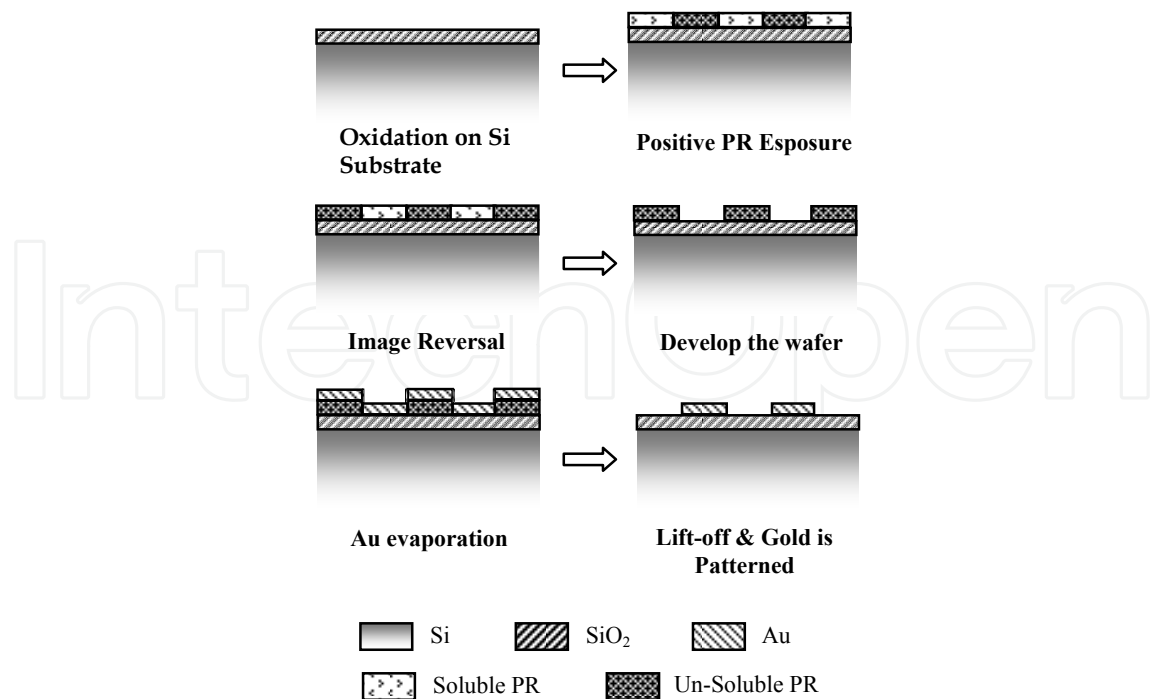 Oxidation on Si
Substrate
Positive PR Esposure
Image Reversal
Develop the wafer
IntechOpen
Au evaporation
Lift-off & Gold is
Patterned
Si
SiO₂
Au
Soluble PR
Un-Soluble PR